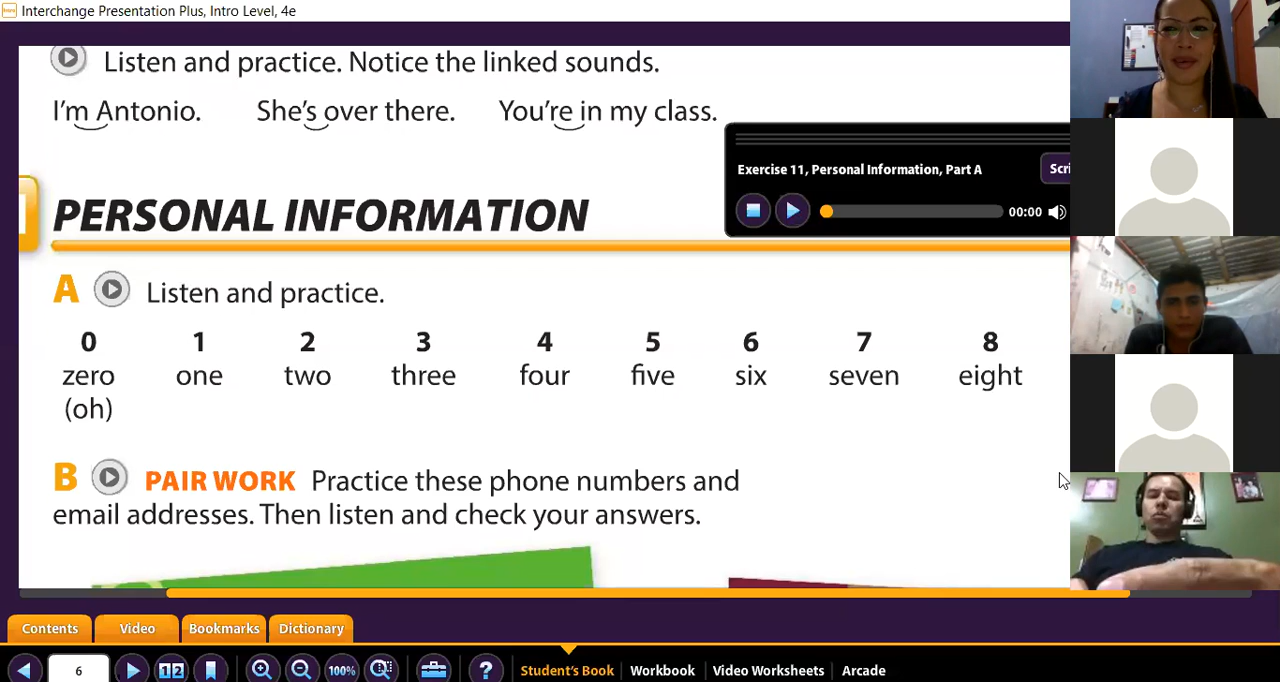 Interchange Presentation Plus, Intro Level, 4e
Listen and practice. Notice the linked sounds.
I'm Antonio. She's over there. You're in my class.
Exercise 11, Personal Information, Part A
Scri
00:00
PERSONAL INFORMATION
A Listen and practice.
0 1 2 3 4 5 6 7 8
zero one two three four five six seven eight
(oh)
B PAIR WORK Practice these phone numbers and
email addresses. Then listen and check your answers.
Contents Video Bookmarks Dictionary
6 12 100% ? Student's Book Workbook Video Worksheets Arcade